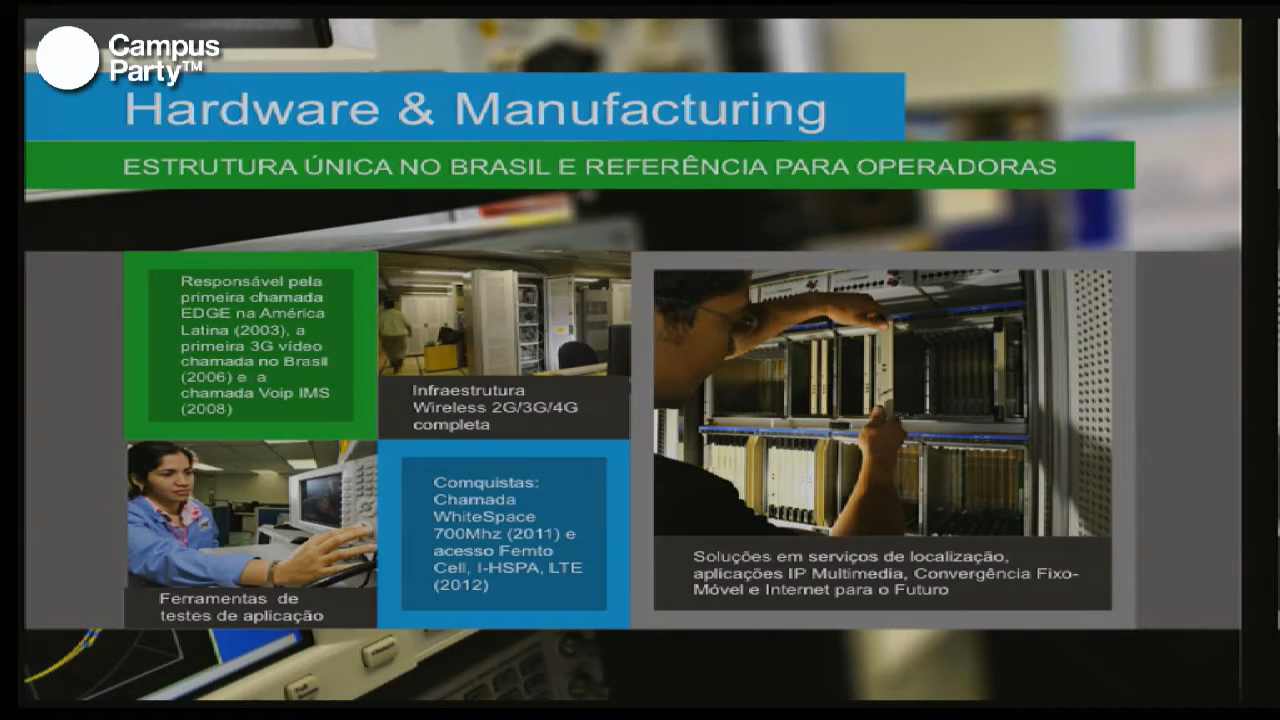 Campus
Party™
Hardware & Manufacturing
ESTRUTURA ÚNICA NO BRASIL E REFERÊNCIA PARA OPERADORAS
Responsável pela
primeira chamada
EDGE na América
Latina (2003), a
primeira 3G vídeo
chamada no Brasil
(2006) e a
chamada Voip IMS
(2008)
Infraestrutura
Wireless 2G/3G/4G
completa
Ferramentas de
testes de aplicação
Comquistas:
Chamada
WhiteSpace
700Mhz (2011) e
acesso Femto
Cell, I-HSPA, LTE
(2012)
Soluções em serviços de localização,
aplicações IP Multimedia, Convergência Fixo-
Móvel e Internet para o Futuro